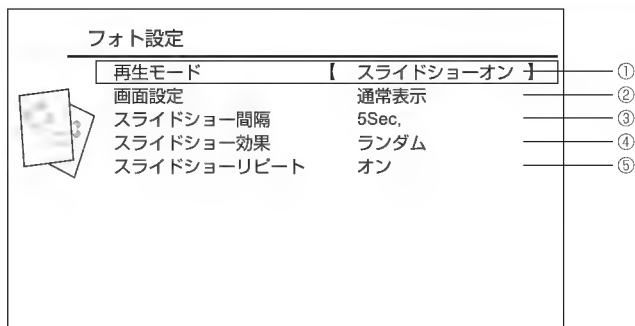 フォト設定
再生モード 【 スライドショーオン 】 ①
画面設定 通常表示 ②
スライドショー間隔 5Sec, ③
スライドショー効果 ランダム ④
スライドショーリピート オン ⑤